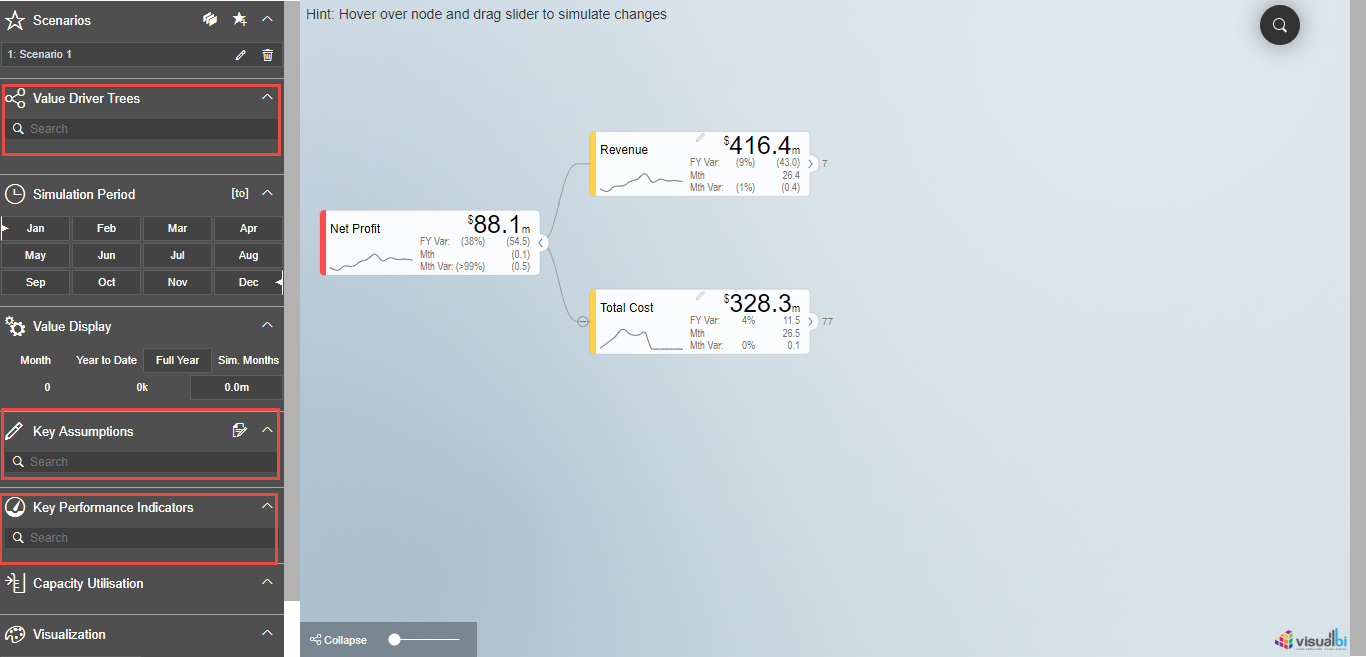 Scenarios
1: Scenario 1
Value Driver Trees
Search
Simulation Period [to]
Jan Feb Mar Apr
May Jun Jul Aug
Sep Oct Nov Dec
Value Display
Month Year to Date Full Year Sim. Months
0 0k 0.0m
Key Assumptions
Search
Key Performance Indicators
Search
Capacity Utilisation
Visualization
Hint: Hover over node and drag slider to simulate changes
Net Profit $88.1m
FY Var: (38%) (54.5)
Mth (0.1)
Mth Var: (>99%) (0.5)
Revenue $416.4m
FY Var: (9%) (43.0) 7
Mth 26.4
Mth Var: (1%) (0.4)
Total Cost $328.3m
FY Var: 4% 11.5 77
Mth 26.5
Mth Var: 0% 0.1
Collapse
visualbi